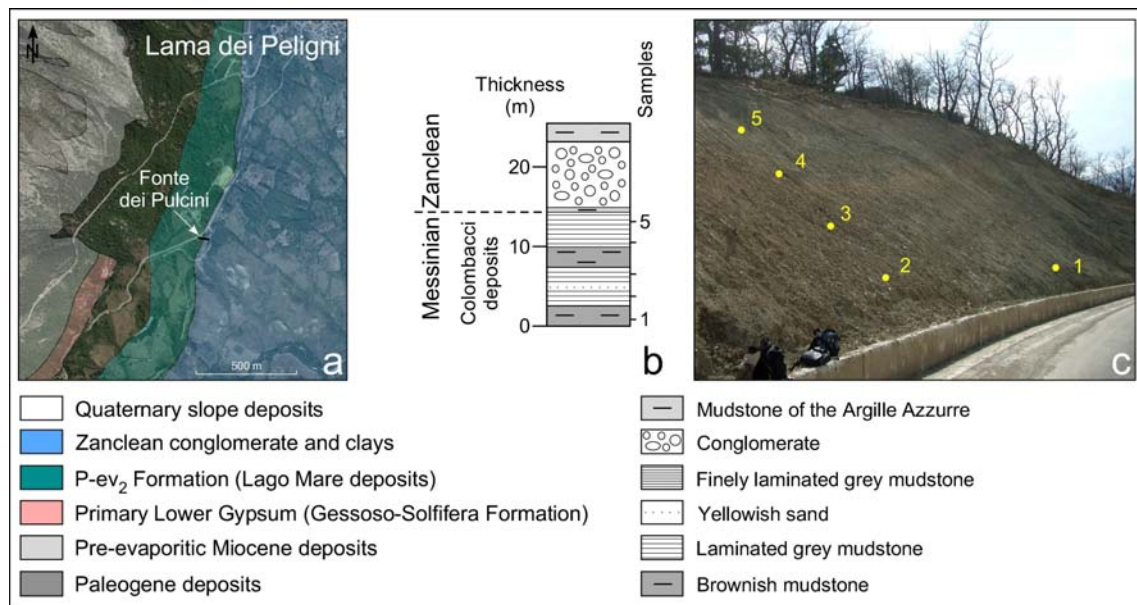 N
Lama dei Peligni
Fonte
dei Pulcini
500 m
a
Thickness
(m)
Samples
20
10
0
5
1
Zanclean
Messinian
Colombacci
deposits
b
5
4
3
2
1
c
Quaternary slope deposits
Zanclean conglomerate and clays
P-ev₂ Formation (Lago Mare deposits)
Primary Lower Gypsum (Gessoso-Solfifera Formation)
Pre-evaporitic Miocene deposits
Paleogene deposits
Mudstone of the Argille Azzurre
Conglomerate
Finely laminated grey mudstone
Yellowish sand
Laminated grey mudstone
Brownish mudstone